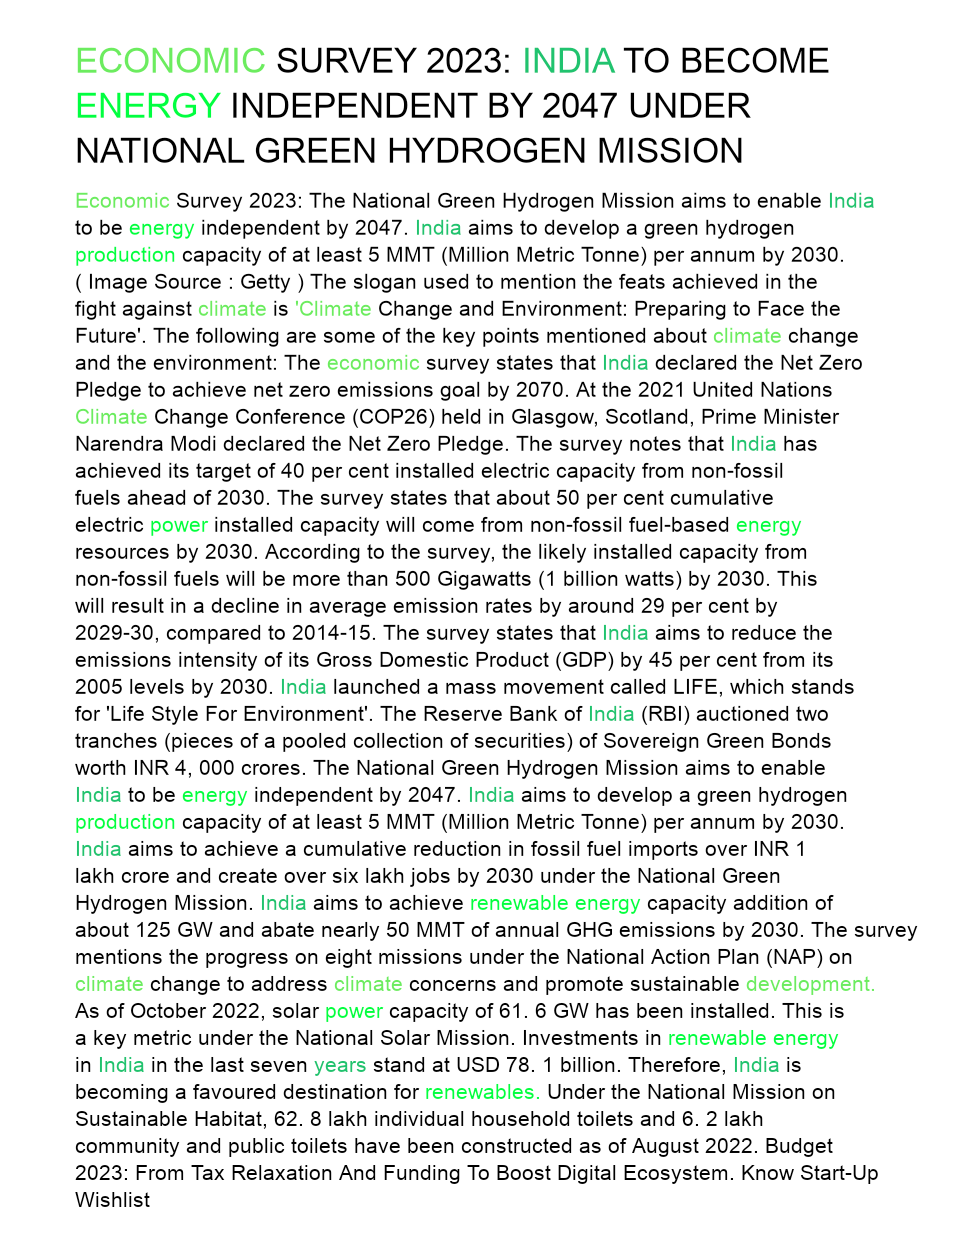 ECONOMIC SURVEY 2023: INDIA TO BECOME
ENERGY INDEPENDENT BY 2047 UNDER
NATIONAL GREEN HYDROGEN MISSION
Economic Survey 2023: The National Green Hydrogen Mission aims to enable India
to be energy independent by 2047. India aims to develop a green hydrogen
production capacity of at least 5 MMT (Million Metric Tonne) per annum by 2030.
( Image Source : Getty ) The slogan used to mention the feats achieved in the
fight against climate is 'Climate Change and Environment: Preparing to Face the
Future'. The following are some of the key points mentioned about climate change
and the environment: The economic survey states that India declared the Net Zero
Pledge to achieve net zero emissions goal by 2070. At the 2021 United Nations
Climate Change Conference (COP26) held in Glasgow, Scotland, Prime Minister
Narendra Modi declared the Net Zero Pledge. The survey notes that India has
achieved its target of 40 per cent installed electric capacity from non-fossil
fuels ahead of 2030. The survey states that about 50 per cent cumulative
electric power installed capacity will come from non-fossil fuel-based energy
resources by 2030. According to the survey, the likely installed capacity from
non-fossil fuels will be more than 500 Gigawatts (1 billion watts) by 2030. This
will result in a decline in average emission rates by around 29 per cent by
2029-30, compared to 2014-15. The survey states that India aims to reduce the
emissions intensity of its Gross Domestic Product (GDP) by 45 per cent from its
2005 levels by 2030. India launched a mass movement called LIFE, which stands
for 'Life Style For Environment'. The Reserve Bank of India (RBI) auctioned two
tranches (pieces of a pooled collection of securities) of Sovereign Green Bonds
worth INR 4, 000 crores. The National Green Hydrogen Mission aims to enable
India to be energy independent by 2047. India aims to develop a green hydrogen
production capacity of at least 5 MMT (Million Metric Tonne) per annum by 2030.
India aims to achieve a cumulative reduction in fossil fuel imports over INR 1
lakh crore and create over six lakh jobs by 2030 under the National Green
Hydrogen Mission. India aims to achieve renewable energy capacity addition of
about 125 GW and abate nearly 50 MMT of annual GHG emissions by 2030. The survey
mentions the progress on eight missions under the National Action Plan (NAP) on
climate change to address climate concerns and promote sustainable development.
As of October 2022, solar power capacity of 61. 6 GW has been installed. This is
a key metric under the National Solar Mission. Investments in renewable energy
in India in the last seven years stand at USD 78. 1 billion. Therefore, India is
becoming a favoured destination for renewables. Under the National Mission on
Sustainable Habitat, 62. 8 lakh individual household toilets and 6. 2 lakh
community and public toilets have been constructed as of August 2022. Budget
2023: From Tax Relaxation And Funding To Boost Digital Ecosystem. Know Start-Up
Wishlist